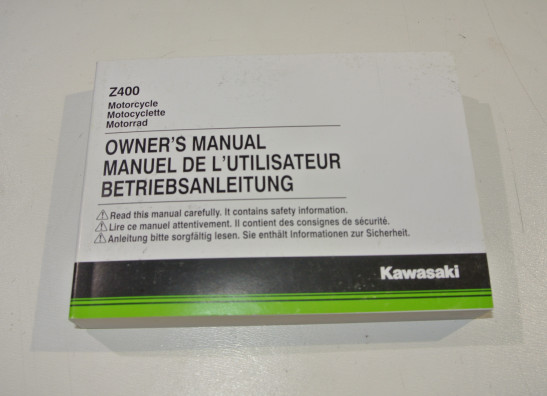 Z400
Motorcycle
Motocyclette
Motorrad
OWNER'S MANUAL
MANUEL DE L'UTILISATEUR
BETRIEBSANLEITUNG
Read this manual carefully. It contains safety information.
Lire ce manuel attentivement. Il contient des consignes de sécurité.
Anleitung bitte sorgfältig lesen. Sie enthält Informationen zur Sicherheit.
Kawasaki